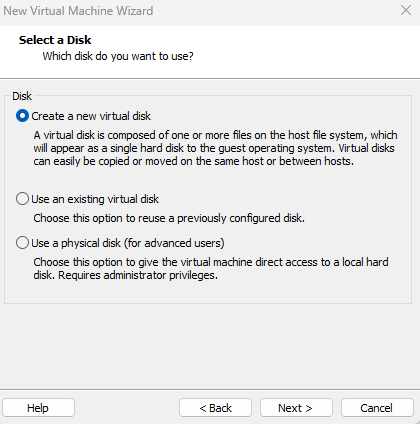 New Virtual Machine Wizard
Select a Disk
Which disk do you want to use?
Disk
Create a new virtual disk
A virtual disk is composed of one or more files on the host file system, which
will appear as a single hard disk to the guest operating system. Virtual disks
can easily be copied or moved on the same host or between hosts.
Use an existing virtual disk
Choose this option to reuse a previously configured disk.
Use a physical disk (for advanced users)
Choose this option to give the virtual machine direct access to a local hard
disk. Requires administrator privileges.
Help < Back Next > Cancel